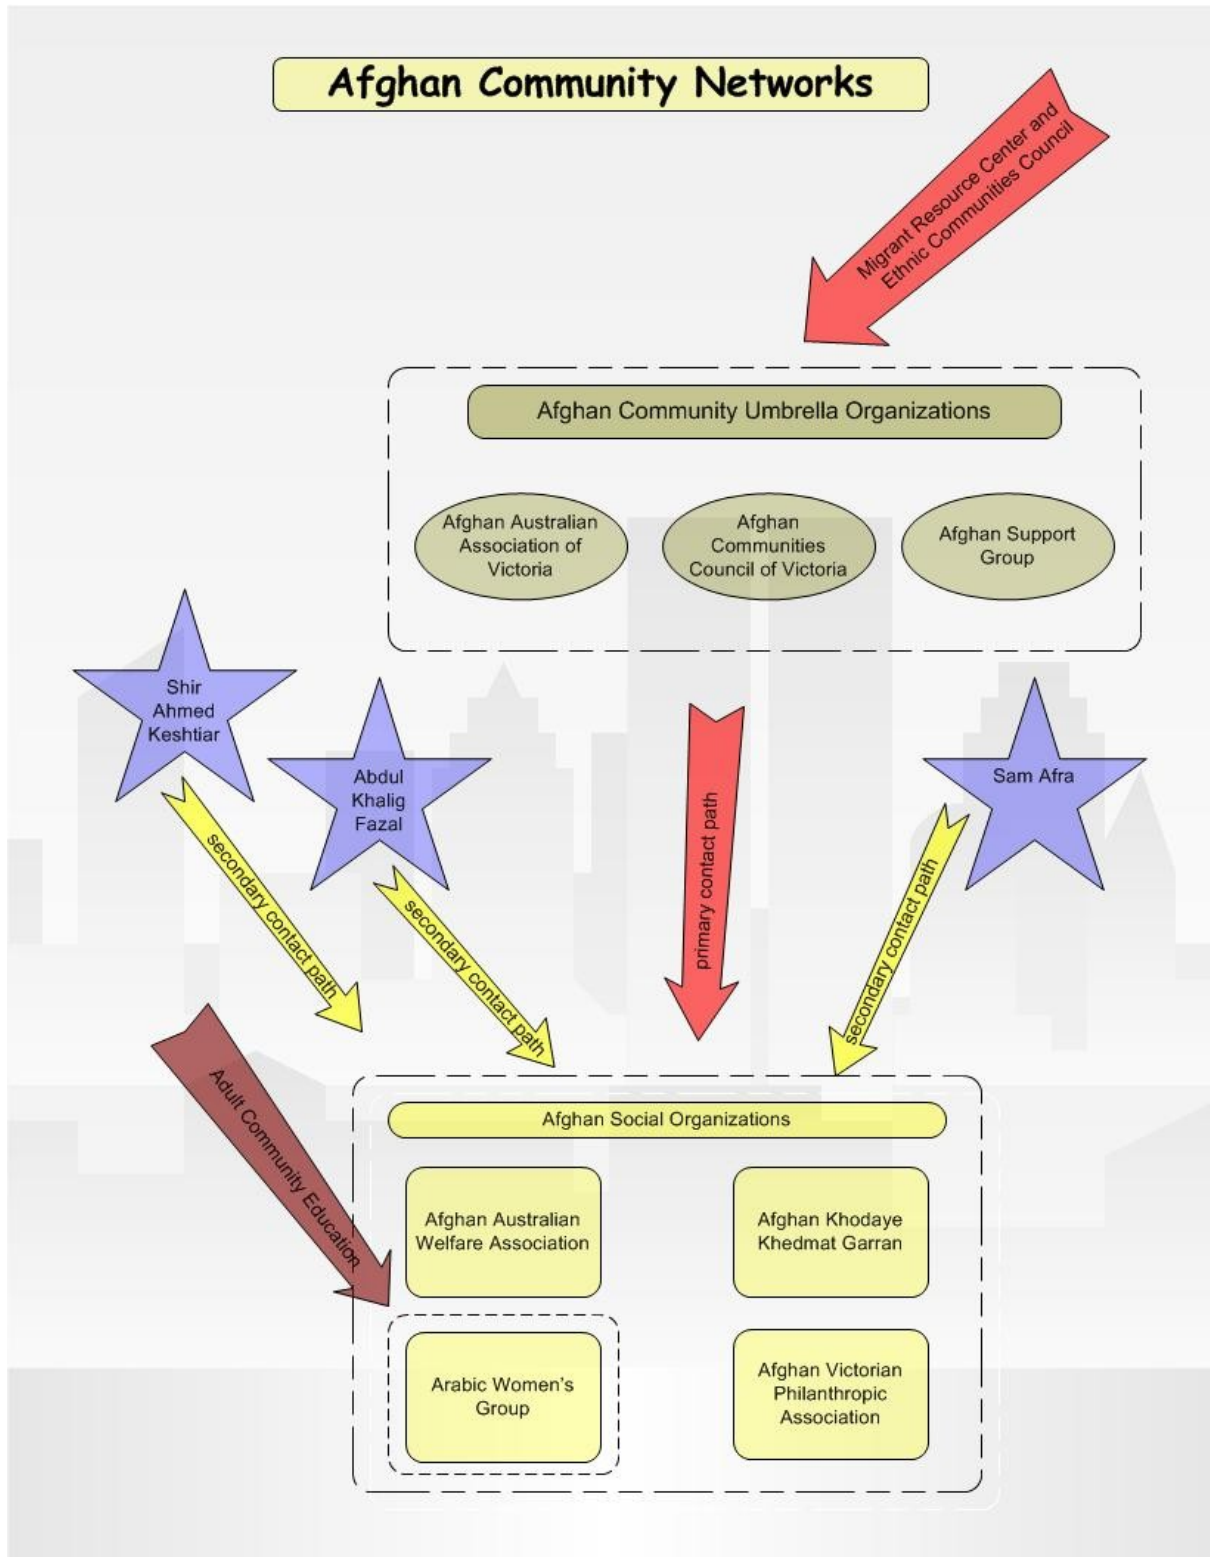 Afghan Community Networks
Migrant Resource Center and
Ethnic Communities Council
Afghan Community Umbrella Organizations
Afghan Australian
Association of
Victoria
Afghan
Communities
Council of Victoria
Afghan Support
Group
Shir
Ahmed
Keshtiar
Abdul
Khalig
Fazal
Sam Afra
secondary contact path
secondary contact path
primary contact path
secondary contact path
Adult Community Education
Afghan Social Organizations
Afghan Australian
Welfare Association
Afghan Khodaye
Khedmat Garran
Arabic Women's
Group
Afghan Victorian
Philanthropic
Association